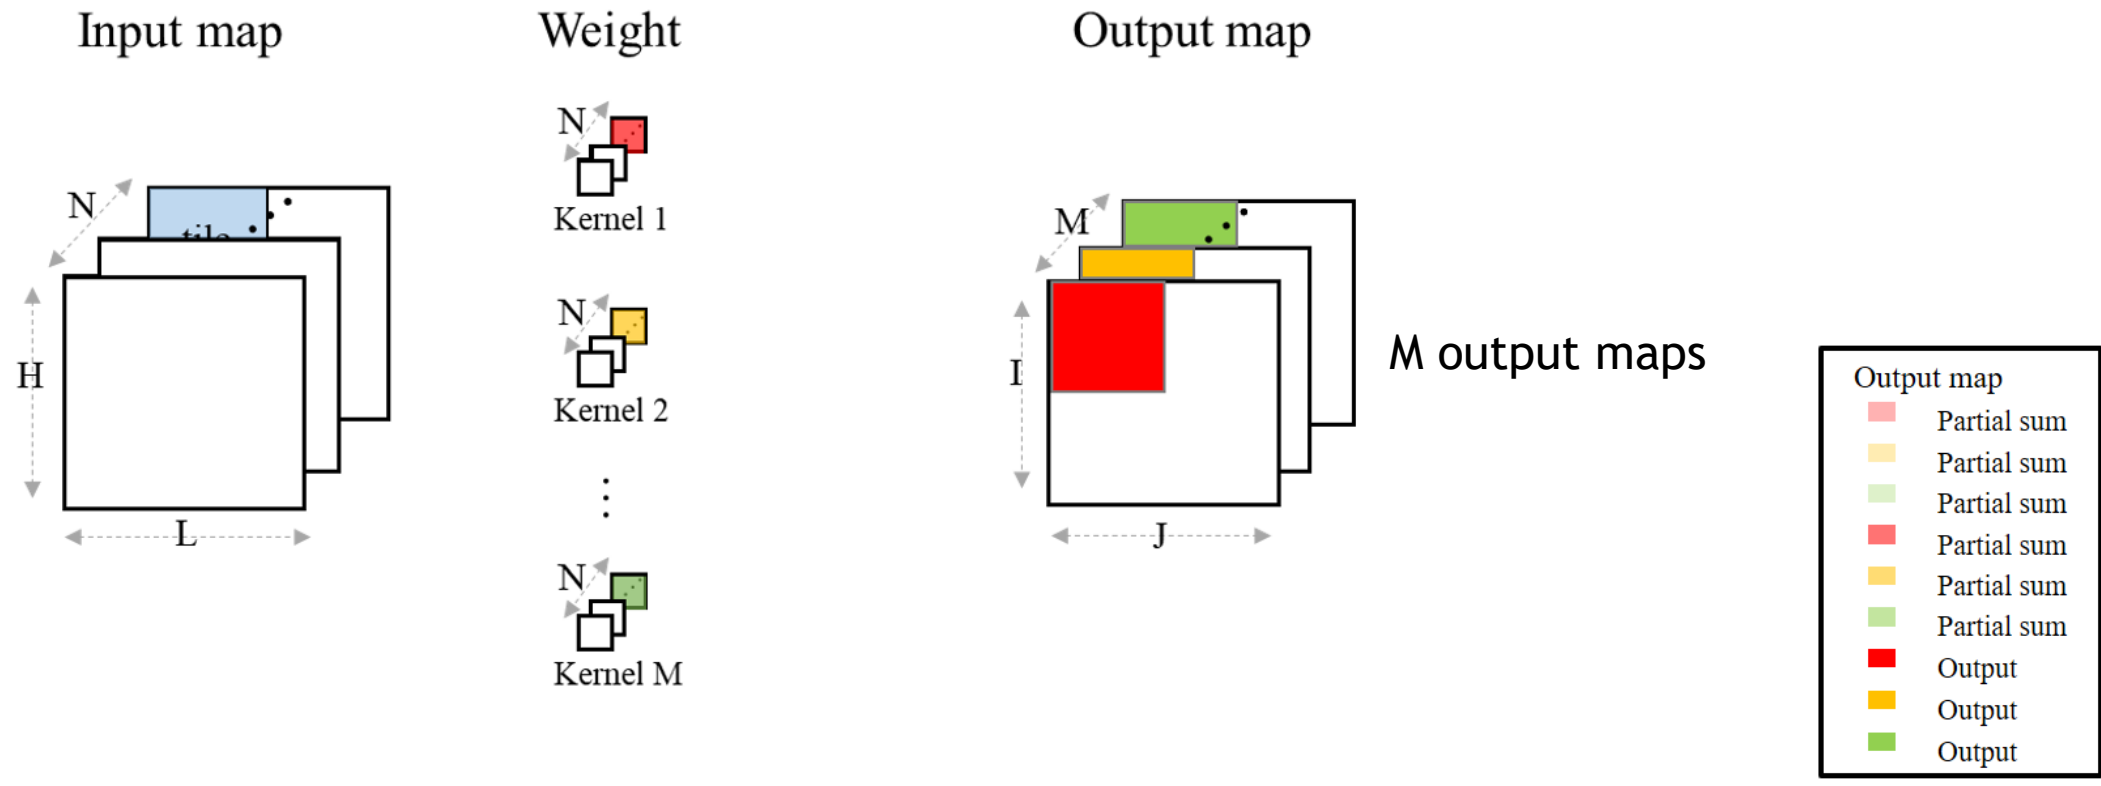 Input map
Weight
Output map
N
H
L
N
Kernel 1
N
Kernel 2
N
Kernel M
M
I
J
M output maps
Output map
Partial sum
Partial sum
Partial sum
Partial sum
Partial sum
Partial sum
Output
Output
Output